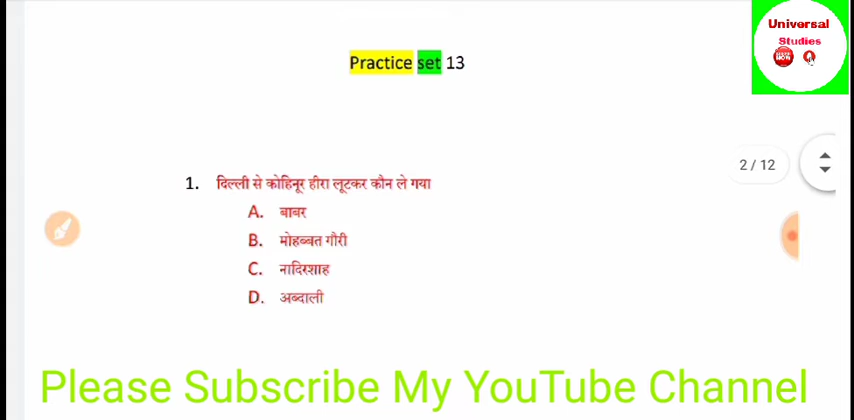 Universal
Studies
Practice set 13
2 / 12
1. दिल्ली से कोहिनूर हीरा लूटकर कौन ले गया
A. बाबर
B. मोहब्बत गौरी
C. नादिरशाह
D. अब्दाली
Please Subscribe My YouTube Channel